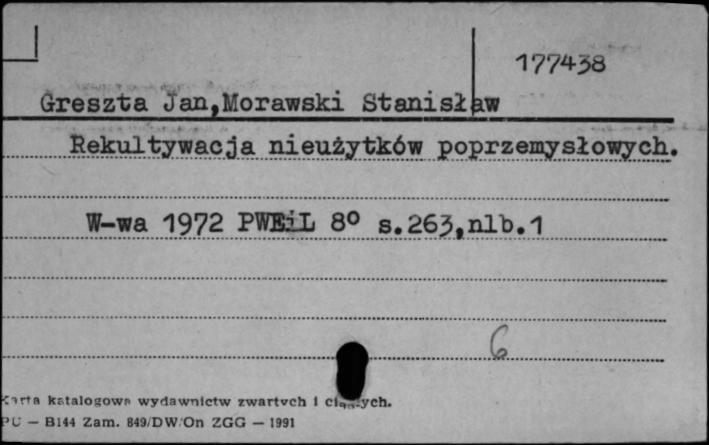 177438
Greszta Jan,Morawski Stanisław
Rekultywacja nieużytków poprzemysłowych.
W-wa 1972 PWRiL 8° s.263,nlb.1
6
Karta katalogowa wydawnictw zwartych i ciągłych.
PU — B144 Zam. 849/DW/On ZGG — 1991